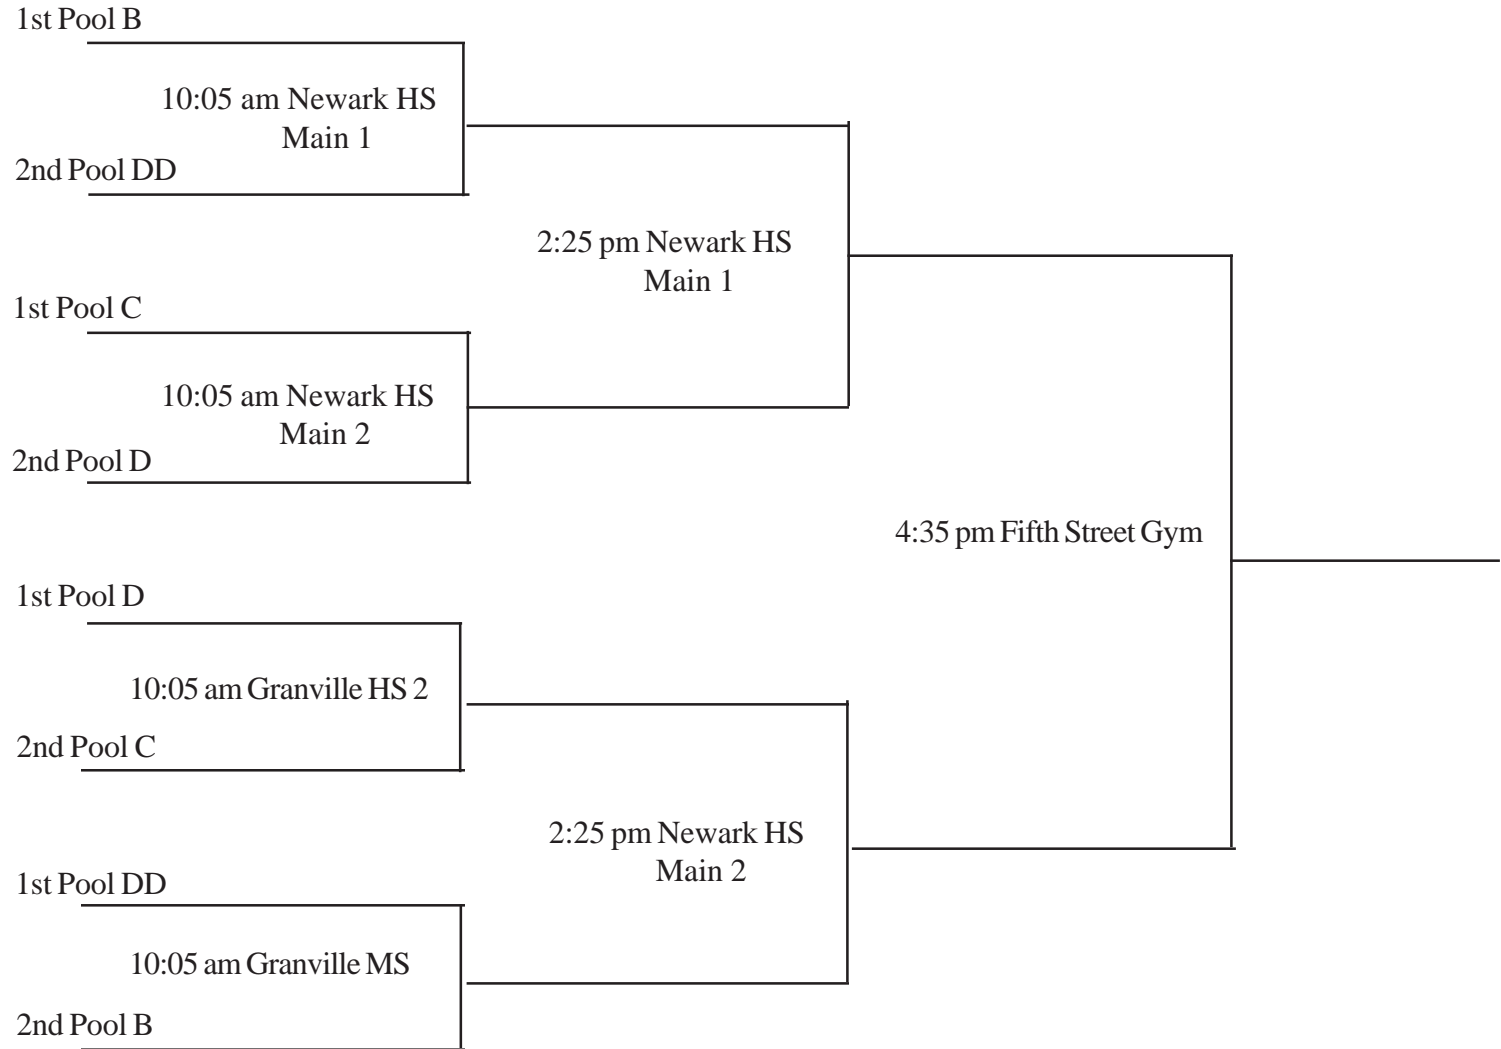 1st Pool B
10:05 am Newark HS
Main 1
2nd Pool DD
2:25 pm Newark HS
Main 1
1st Pool C
10:05 am Newark HS
Main 2
2nd Pool D
4:35 pm Fifth Street Gym
1st Pool D
10:05 am Granville HS 2
2nd Pool C
2:25 pm Newark HS
Main 2
1st Pool DD
10:05 am Granville MS
2nd Pool B